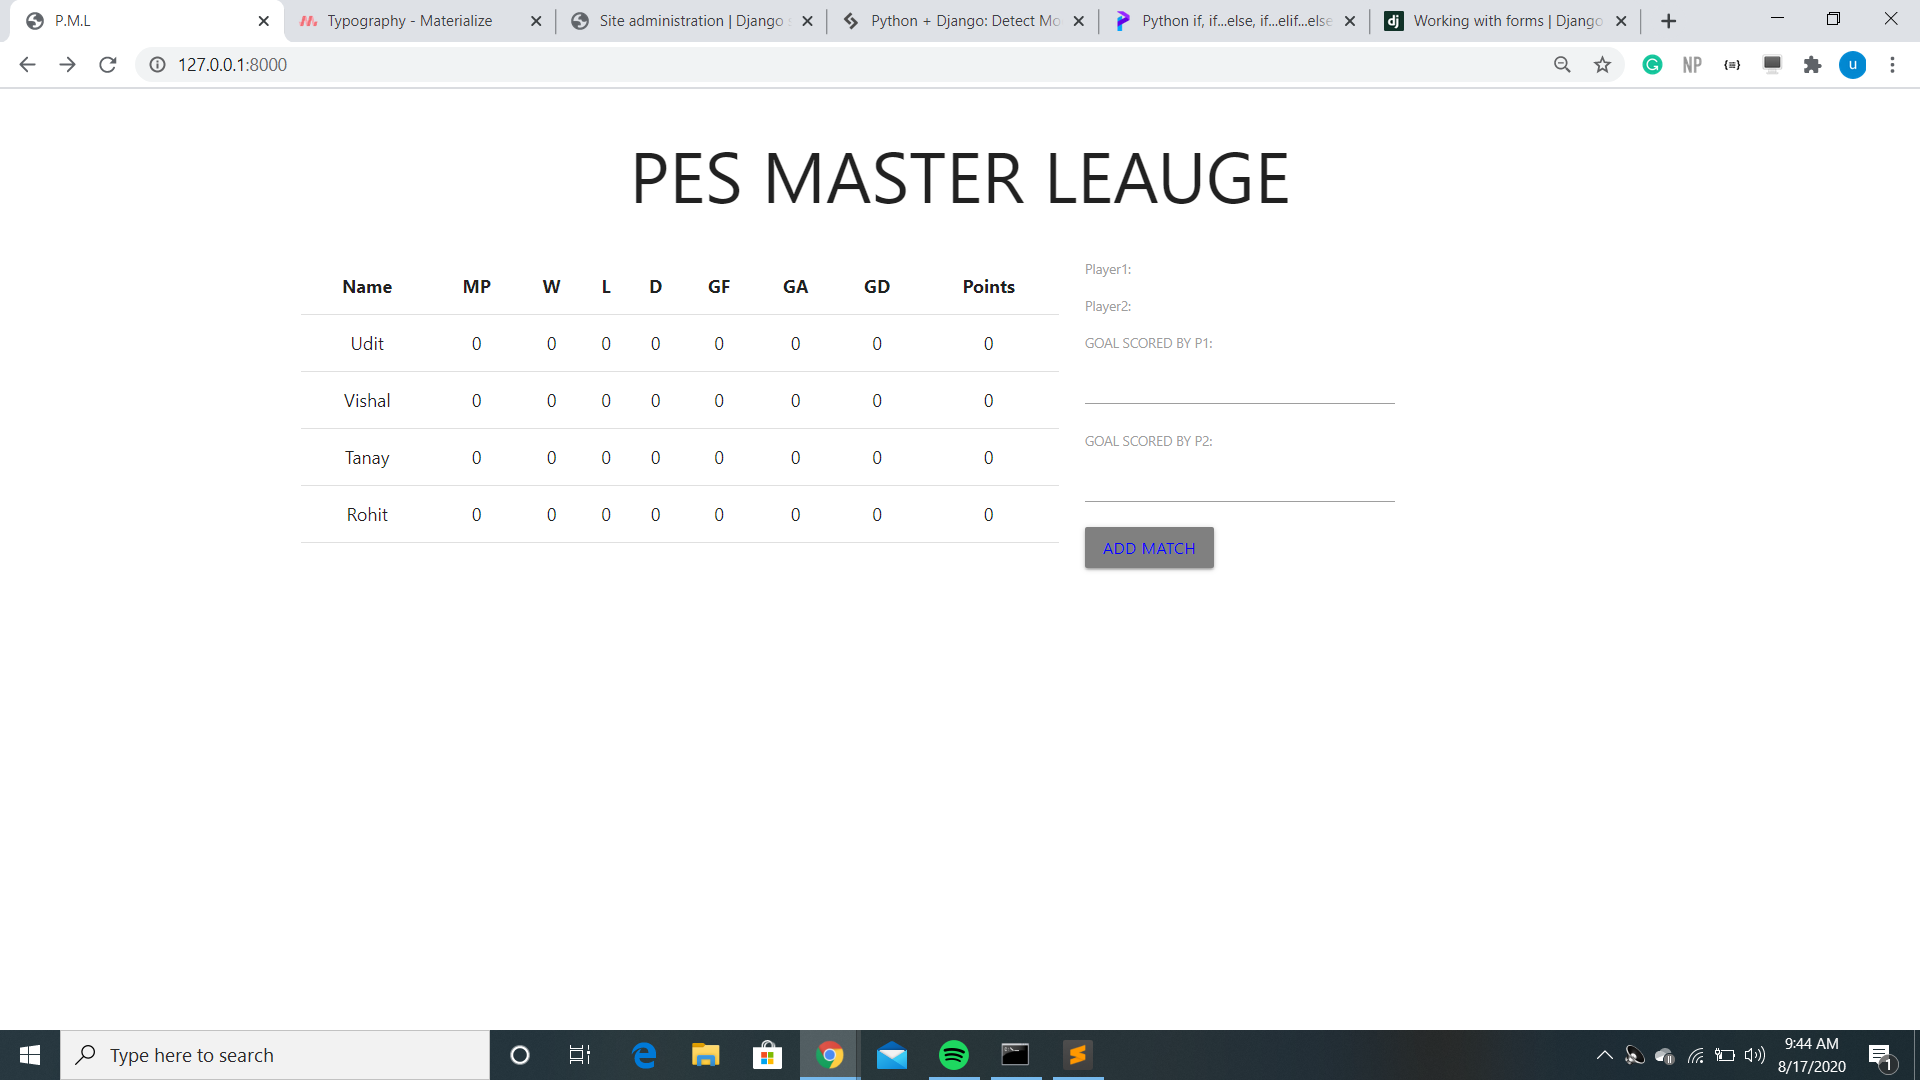 P.M.L
Typography - Materialize
Site administration | Django s
Python + Django: Detect Mo
Python if, if...else, if...elif...else
dj Working with forms | Django
127.0.0.1:8000
NP
u
PES MASTER LEAUGE
Name MP W L D GF GA GD Points
Udit 0 0 0 0 0 0 0 0
Vishal 0 0 0 0 0 0 0 0
Tanay 0 0 0 0 0 0 0 0
Rohit 0 0 0 0 0 0 0 0
Player1:
Player2:
GOAL SCORED BY P1:
GOAL SCORED BY P2:
ADD MATCH
Type here to search
9:44 AM
8/17/2020
1